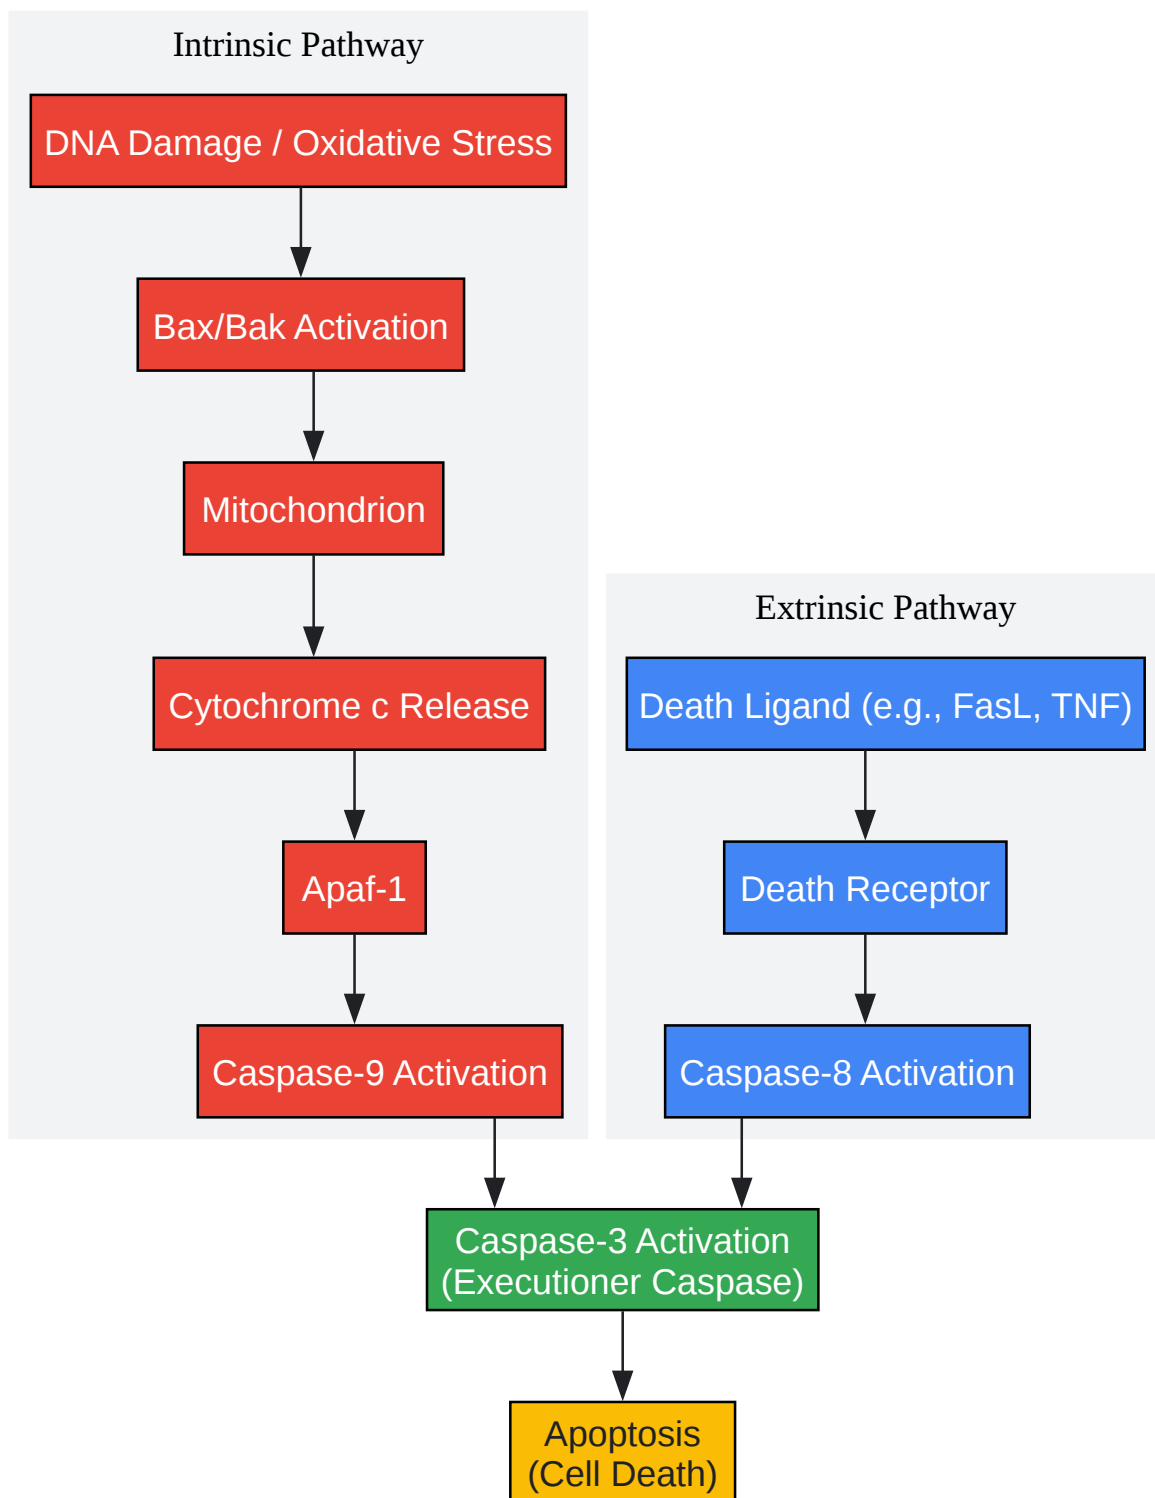 Intrinsic Pathway
DNA Damage / Oxidative Stress
Bax/Bak Activation
Mitochondrion
Cytochrome c Release
Apaf-1
Caspase-9 Activation
Extrinsic Pathway
Death Ligand (e.g., FasL, TNF)
Death Receptor
Caspase-8 Activation
Caspase-3 Activation
(Executioner Caspase)
Apoptosis
(Cell Death)